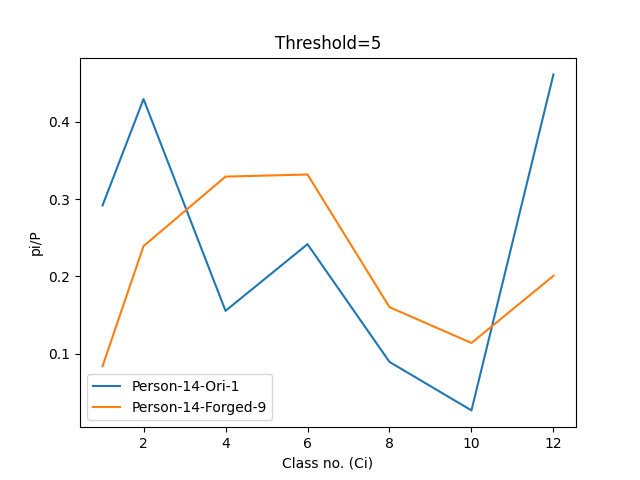 Threshold=5
pi/P
0.4
0.3
0.2
0.1
Person-14-Ori-1
Person-14-Forged-9
2 4 6 8 10 12
Class no. (Ci)